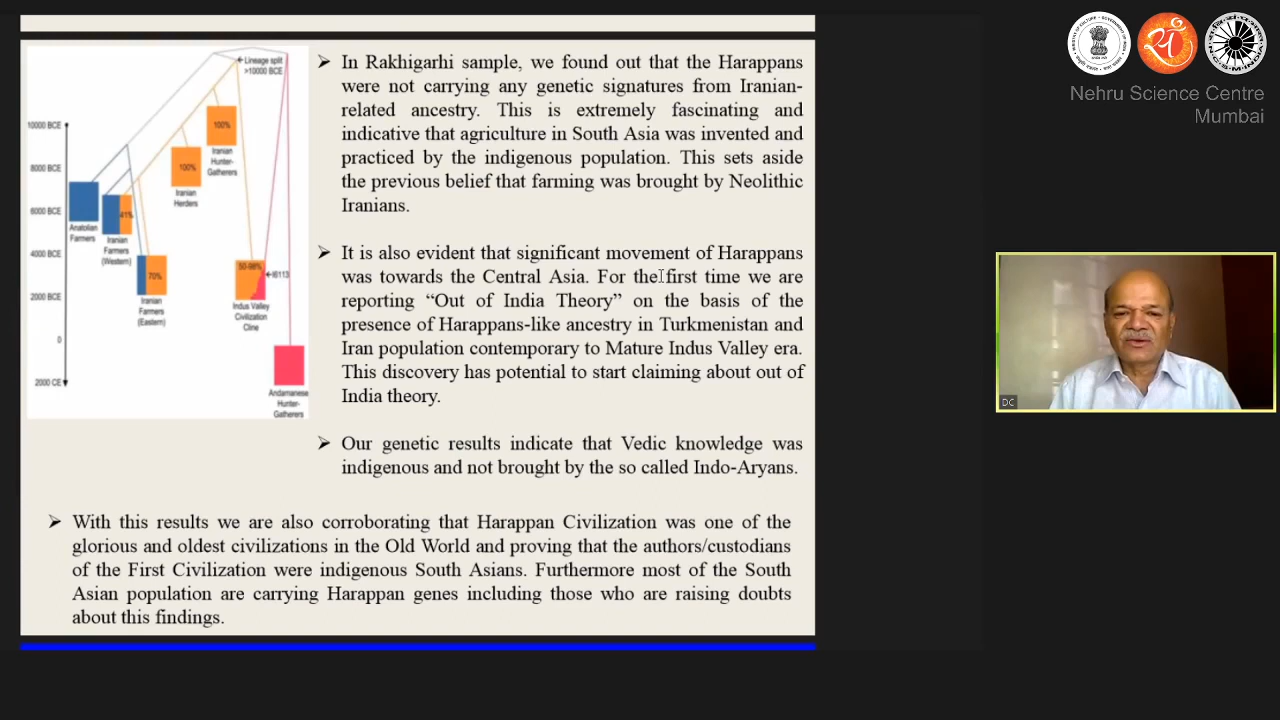 Nehru Science Centre
Mumbai
Lineage split
>10000 BCE
10000 BCE
8000 BCE
6000 BCE
4000 BCE
2000 BCE
0
2000 CE
100%
Iranian
Hunter-
Gatherers
100%
Iranian
Herders
Anatolian
Farmers
41%
Iranian
Farmers
(Western)
70%
Iranian
Farmers
(Eastern)
50-98%
I6113
Indus Valley
Civilization
Cline
Andamanese
Hunter-
Gatherers
➢ In Rakhigarhi sample, we found out that the Harappans
were not carrying any genetic signatures from Iranian-
related ancestry. This is extremely fascinating and
indicative that agriculture in South Asia was invented and
practiced by the indigenous population. This sets aside
the previous belief that farming was brought by Neolithic
Iranians.
➢ It is also evident that significant movement of Harappans
was towards the Central Asia. For the first time we are
reporting “Out of India Theory” on the basis of the
presence of Harappans-like ancestry in Turkmenistan and
Iran population contemporary to Mature Indus Valley era.
This discovery has potential to start claiming about out of
India theory.
➢ Our genetic results indicate that Vedic knowledge was
indigenous and not brought by the so called Indo-Aryans.
➢ With this results we are also corroborating that Harappan Civilization was one of the
glorious and oldest civilizations in the Old World and proving that the authors/custodians
of the First Civilization were indigenous South Asians. Furthermore most of the South
Asian population are carrying Harappan genes including those who are raising doubts
about this findings.
DC